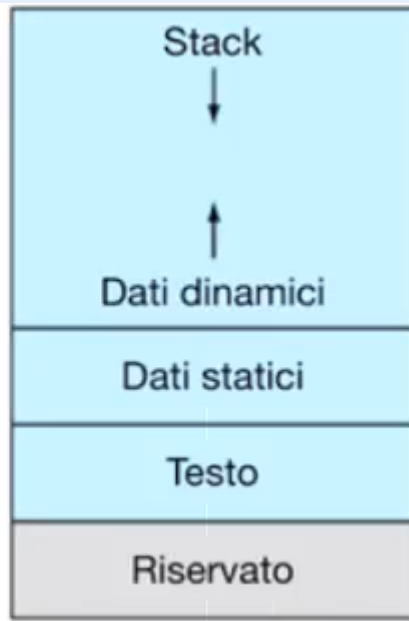 Stack
Dati dinamici
Dati statici
Testo
Riservato